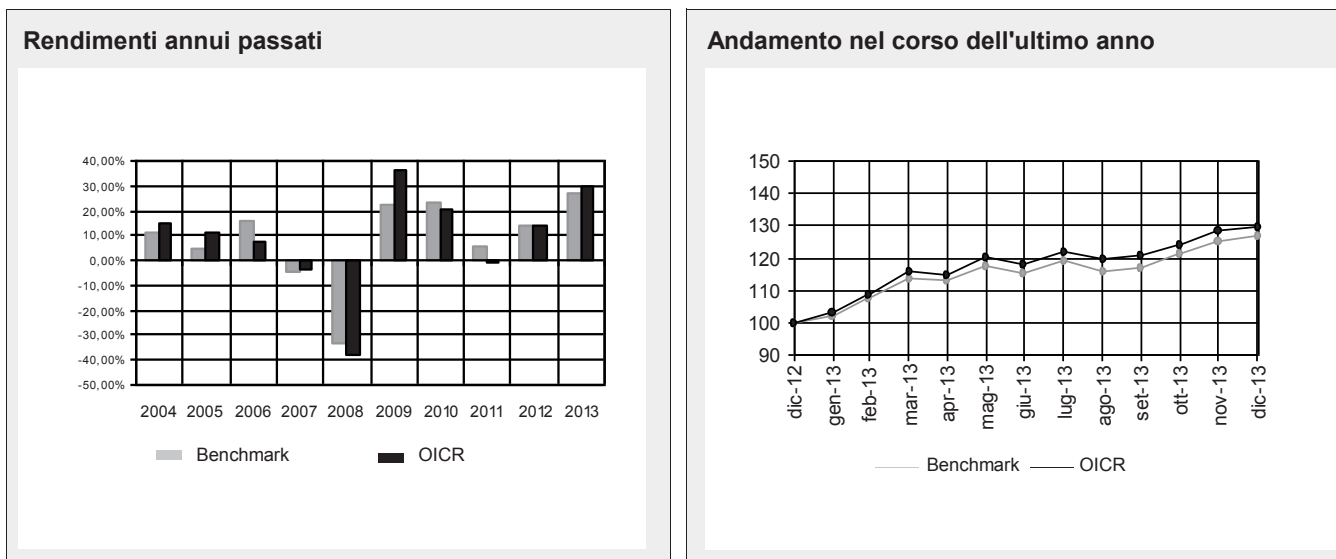 Rendimenti annui passati
40,00%
30,00%
20,00%
10,00%
0,00%
-10,00%
-20,00%
-30,00%
-40,00%
-50,00%
2004 2005 2006 2007 2008 2009 2010 2011 2012 2013
Benchmark OICR
Andamento nel corso dell'ultimo anno
150
140
130
120
110
100
90
dic-12
gen-13
feb-13
mar-13
apr-13
mag-13
giu-13
lug-13
ago-13
set-13
ott-13
nov-13
dic-13
Benchmark OICR